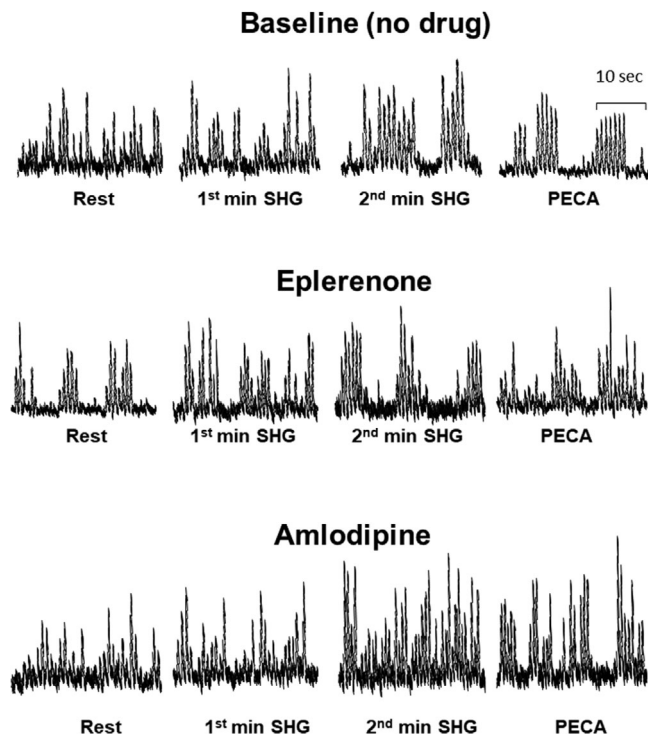 Baseline (no drug)
10 sec
Rest 1st min SHG 2nd min SHG PECA
Eplerenone
Rest 1st min SHG 2nd min SHG PECA
Amlodipine
Rest 1st min SHG 2nd min SHG PECA